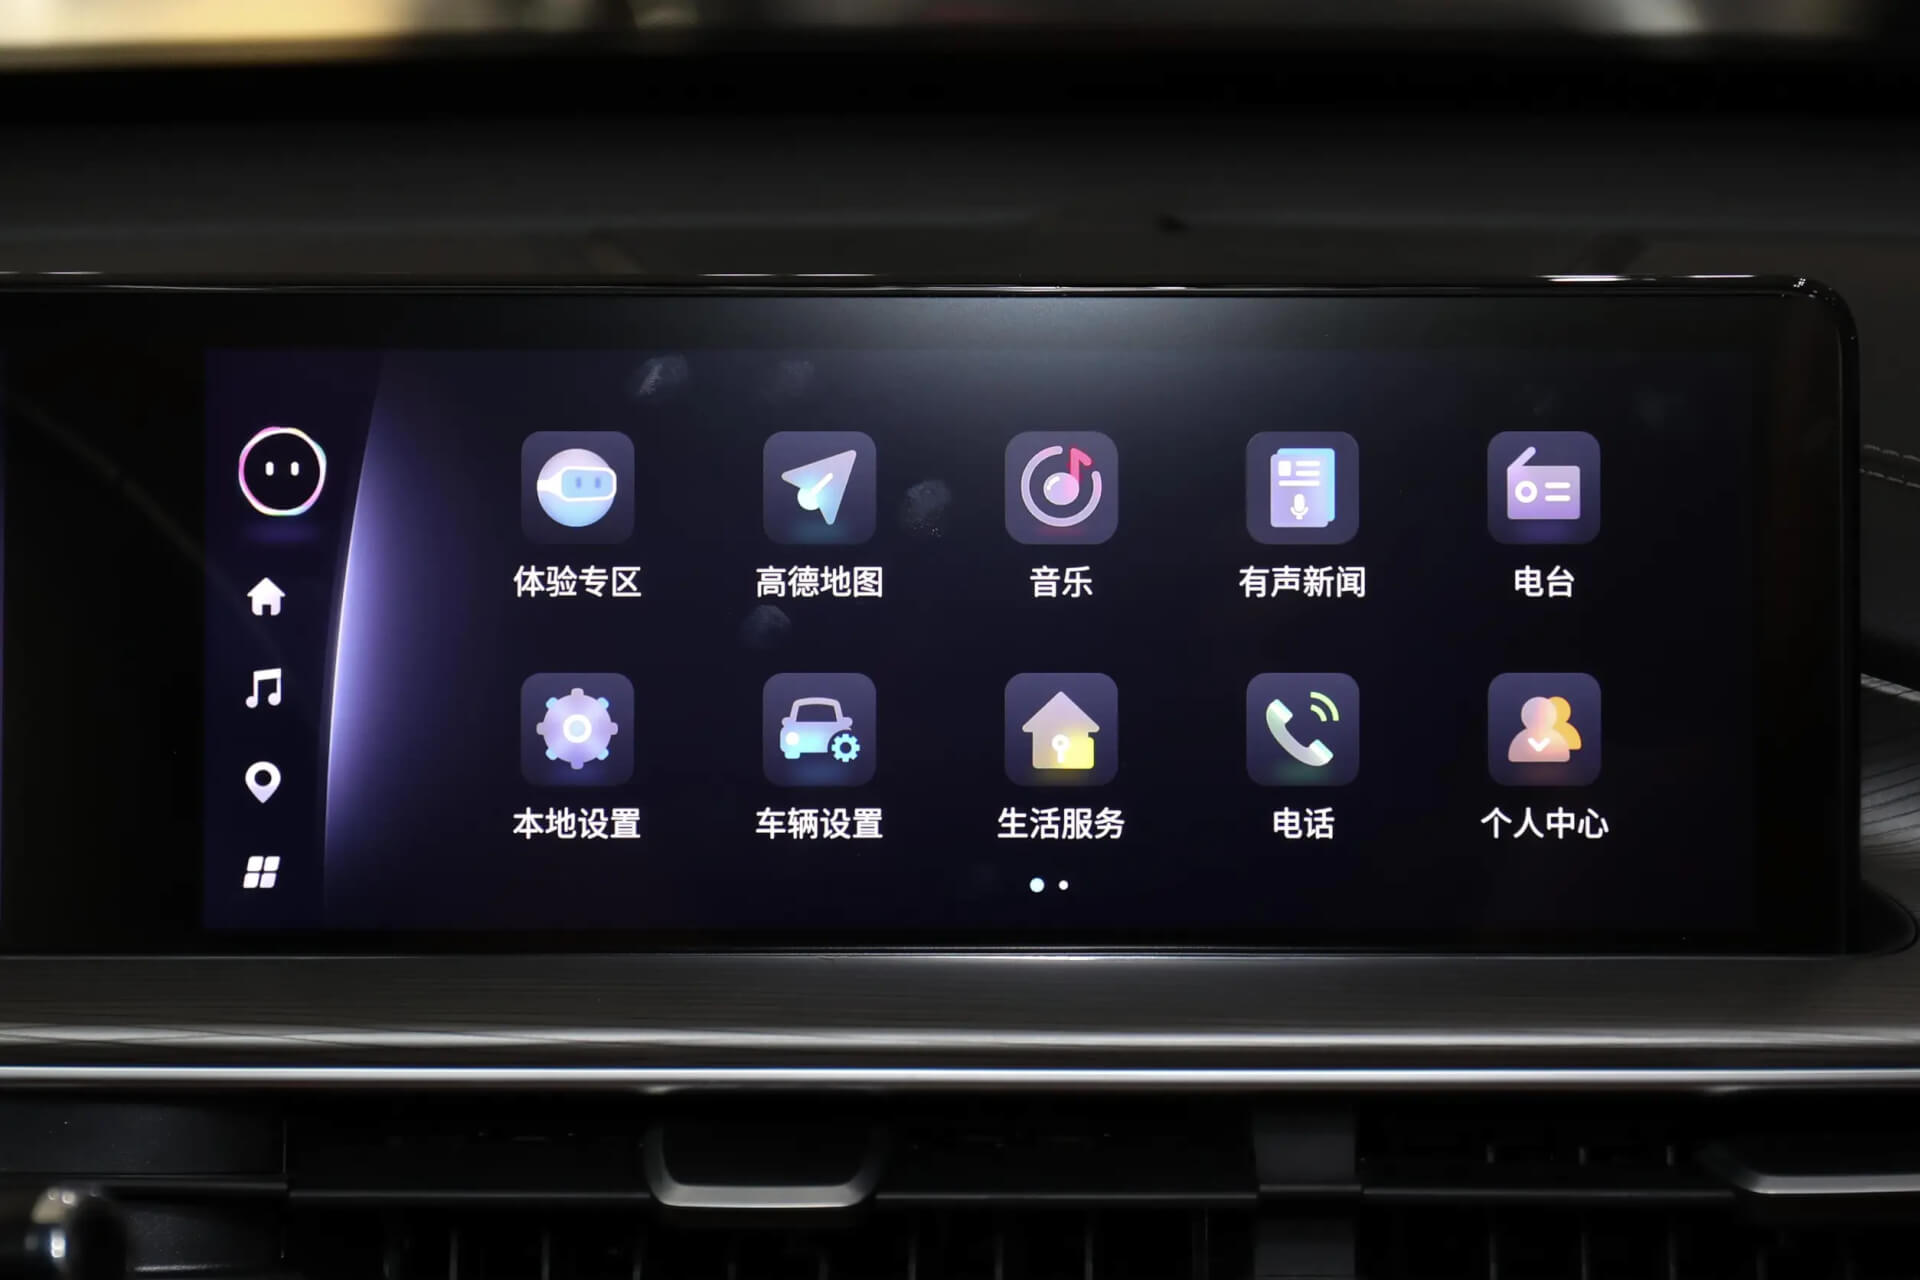 体验专区
高德地图
音乐
有声新闻
电台
本地设置
车辆设置
生活服务
电话
个人中心